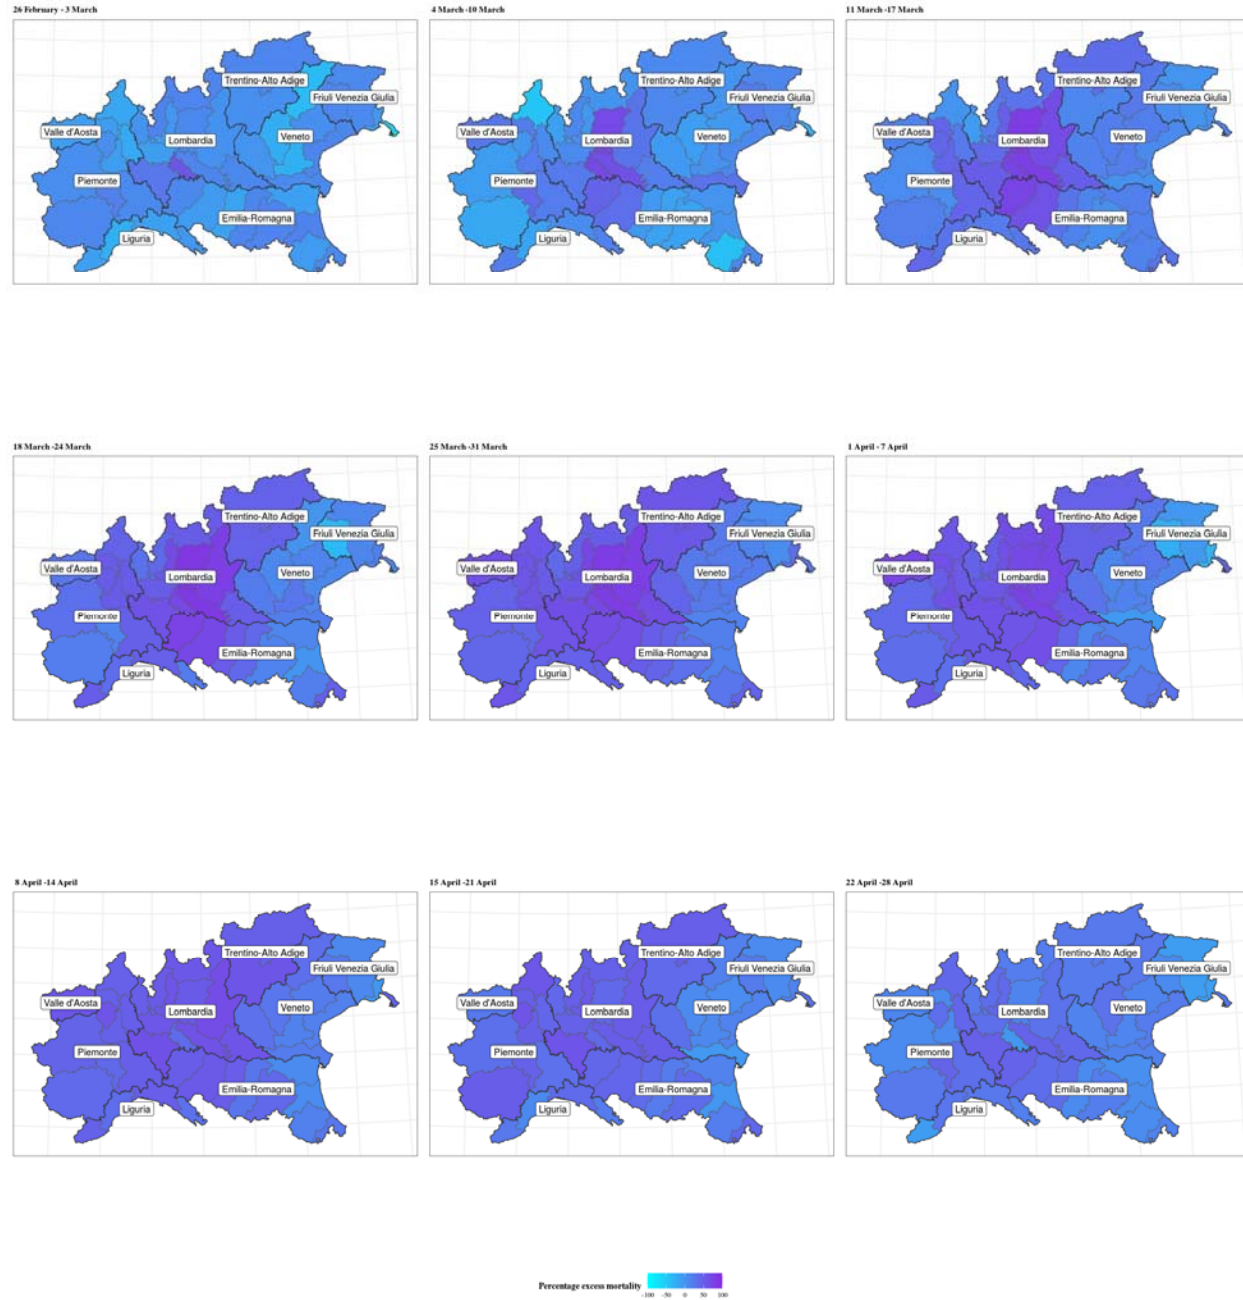 26 February - 3 March
4 March -10 March
11 March -17 March
Trentino-Alto Adige
Friuli Venezia Giulia
Valle d'Aosta
Lombardia
Veneto
Piemonte
Emilia-Romagna
Liguria
Trentino-Alto Adige
Friuli Venezia Giulia
Valle d'Aosta
Lombardia
Veneto
Piemonte
Emilia-Romagna
Liguria
Trentino-Alto Adige
Friuli Venezia Giulia
Valle d'Aosta
Lombardia
Veneto
Piemonte
Emilia-Romagna
Liguria
18 March -24 March
25 March -31 March
1 April - 7 April
Trentino-Alto Adige
Friuli Venezia Giulia
Valle d'Aosta
Lombardia
Veneto
Piemonte
Emilia-Romagna
Liguria
Trentino-Alto Adige
Friuli Venezia Giulia
Valle d'Aosta
Lombardia
Veneto
Piemonte
Emilia-Romagna
Liguria
Trentino-Alto Adige
Friuli Venezia Giulia
Valle d'Aosta
Lombardia
Veneto
Piemonte
Emilia-Romagna
Liguria
8 April -14 April
15 April -21 April
22 April -28 April
Trentino-Alto Adige
Friuli Venezia Giulia
Valle d'Aosta
Lombardia
Veneto
Piemonte
Emilia-Romagna
Liguria
Trentino-Alto Adige
Friuli Venezia Giulia
Valle d'Aosta
Lombardia
Veneto
Piemonte
Emilia-Romagna
Liguria
Trentino-Alto Adige
Friuli Venezia Giulia
Valle d'Aosta
Lombardia
Veneto
Piemonte
Emilia-Romagna
Liguria
Percentage excess mortality
-100 -50 0 50 100